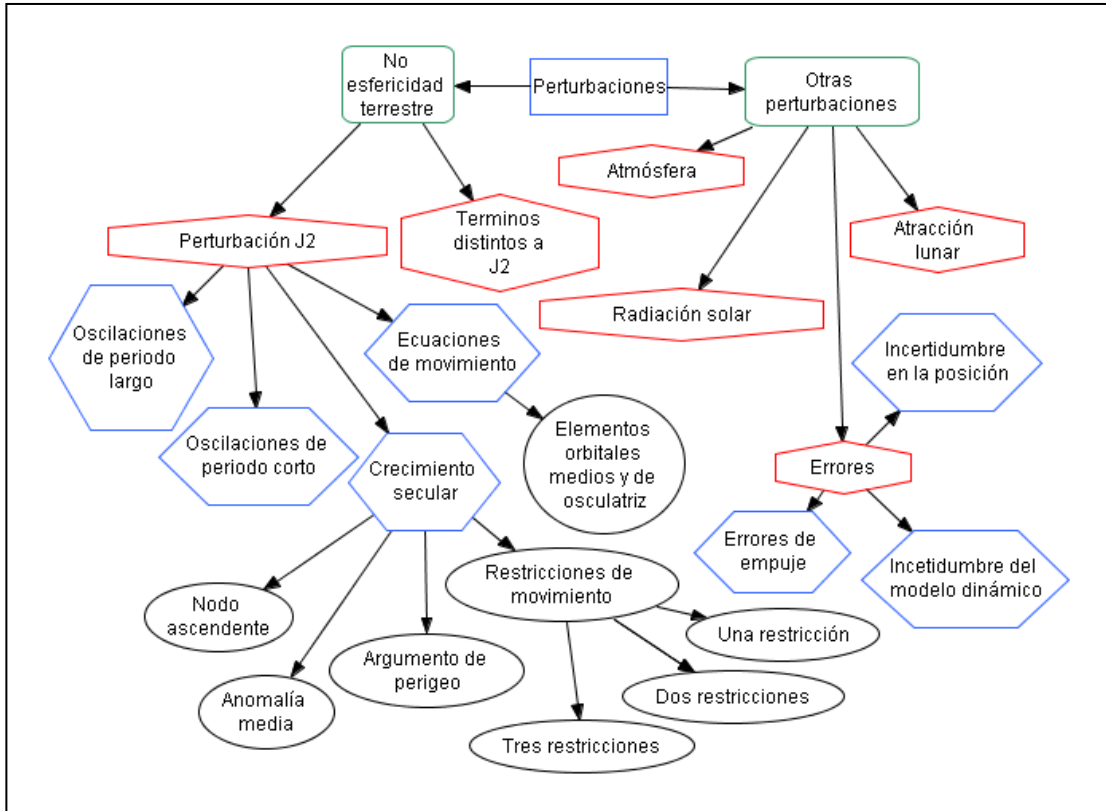 No
esfericidad
terrestre
Perturbaciones
Otras
perturbaciones
Atmósfera
Perturbación J2
Terminos
distintos a
J2
Atracción
lunar
Radiación solar
Oscilaciones
de periodo
largo
Ecuaciones
de movimiento
Incertidumbre
en la posición
Oscilaciones de
periodo corto
Crecimiento
secular
Elementos
orbitales
medios y de
osculatriz
Errores
Errores de
empuje
Incetidumbre del
modelo dinámico
Nodo
ascendente
Restricciones de
movimiento
Una restricción
Argumento de
perigeo
Anomalía
media
Dos restricciones
Tres restricciones